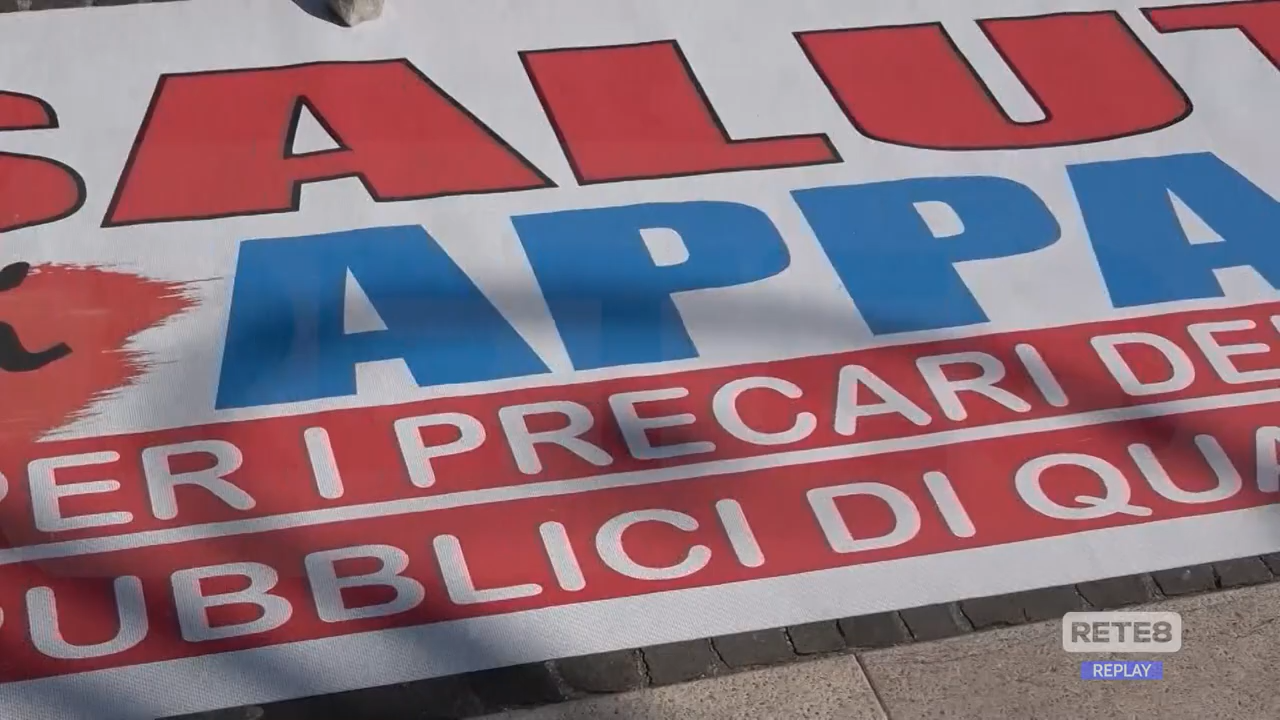 SALUT
APPA
PER I PRECARI DE
PUBBLICI DI QUA
RETE8
REPLAY